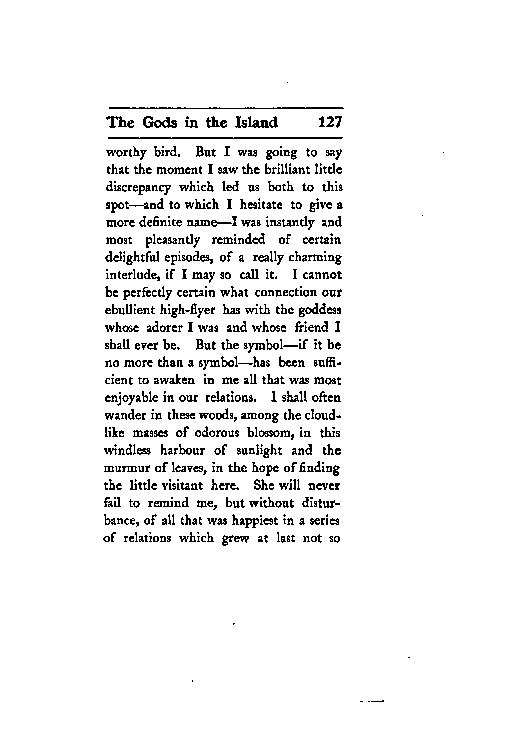 The Gods in the Island 127
worthy bird. But I was going to say
that the moment I saw the brilliant little
discrepancy which led us both to this
spot—and to which I hesitate to give a
more definite name—I was instantly and
most pleasantly reminded of certain
delightful episodes, of a really charming
interlude, if I may so call it. I cannot
be perfectly certain what connection our
ebullient high-flyer has with the goddess
whose adorer I was and whose friend I
shall ever be. But the symbol—if it be
no more than a symbol—has been suffi-
cient to awaken in me all that was most
enjoyable in our relations. I shall often
wander in these woods, among the cloud-
like masses of odorous blossom, in this
windless harbour of sunlight and the
murmur of leaves, in the hope of finding
the little visitant here. She will never
fail to remind me, but without distur-
bance, of all that was happiest in a series
of relations which grew at last not so